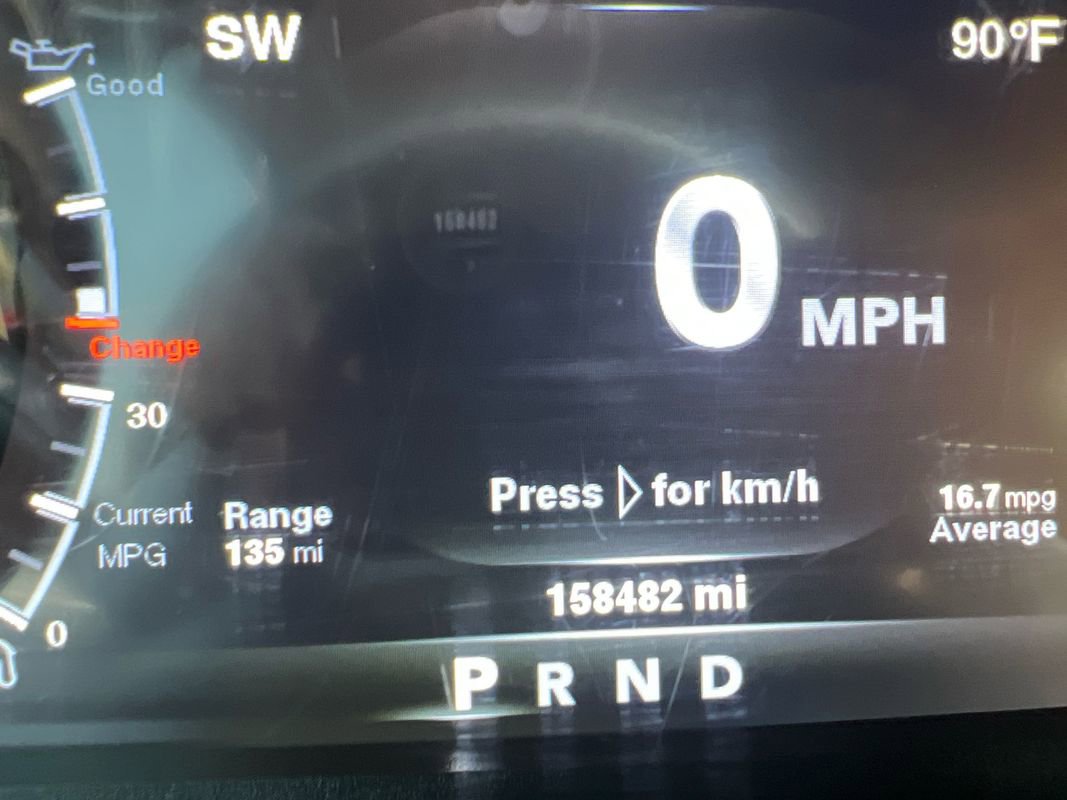 SW
90°F
Good
0 MPH
Change
30
Press ▷ for km/h
Current MPG
Range
135 mi
16.7 mpg
Average
158482 mi
0
P R N D